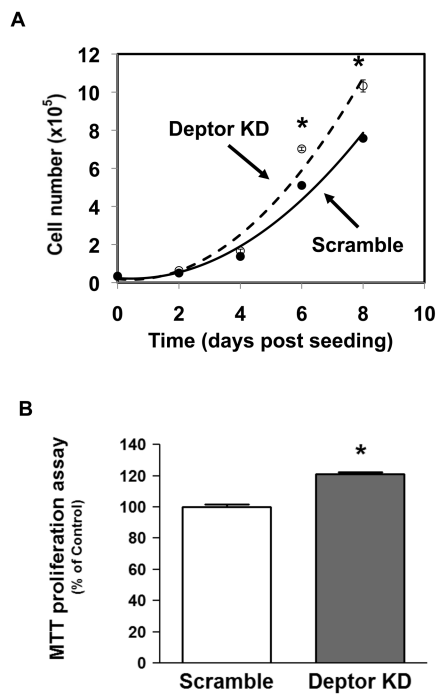 A
12
10
8
6
4
2
0
Cell number (x10⁵)
*
*
Deptor KD
Scramble
0 2 4 6 8 10
Time (days post seeding)
B
140
120
100
80
60
40
20
0
MTT proliferation assay
(% of Control)
*
Scramble Deptor KD